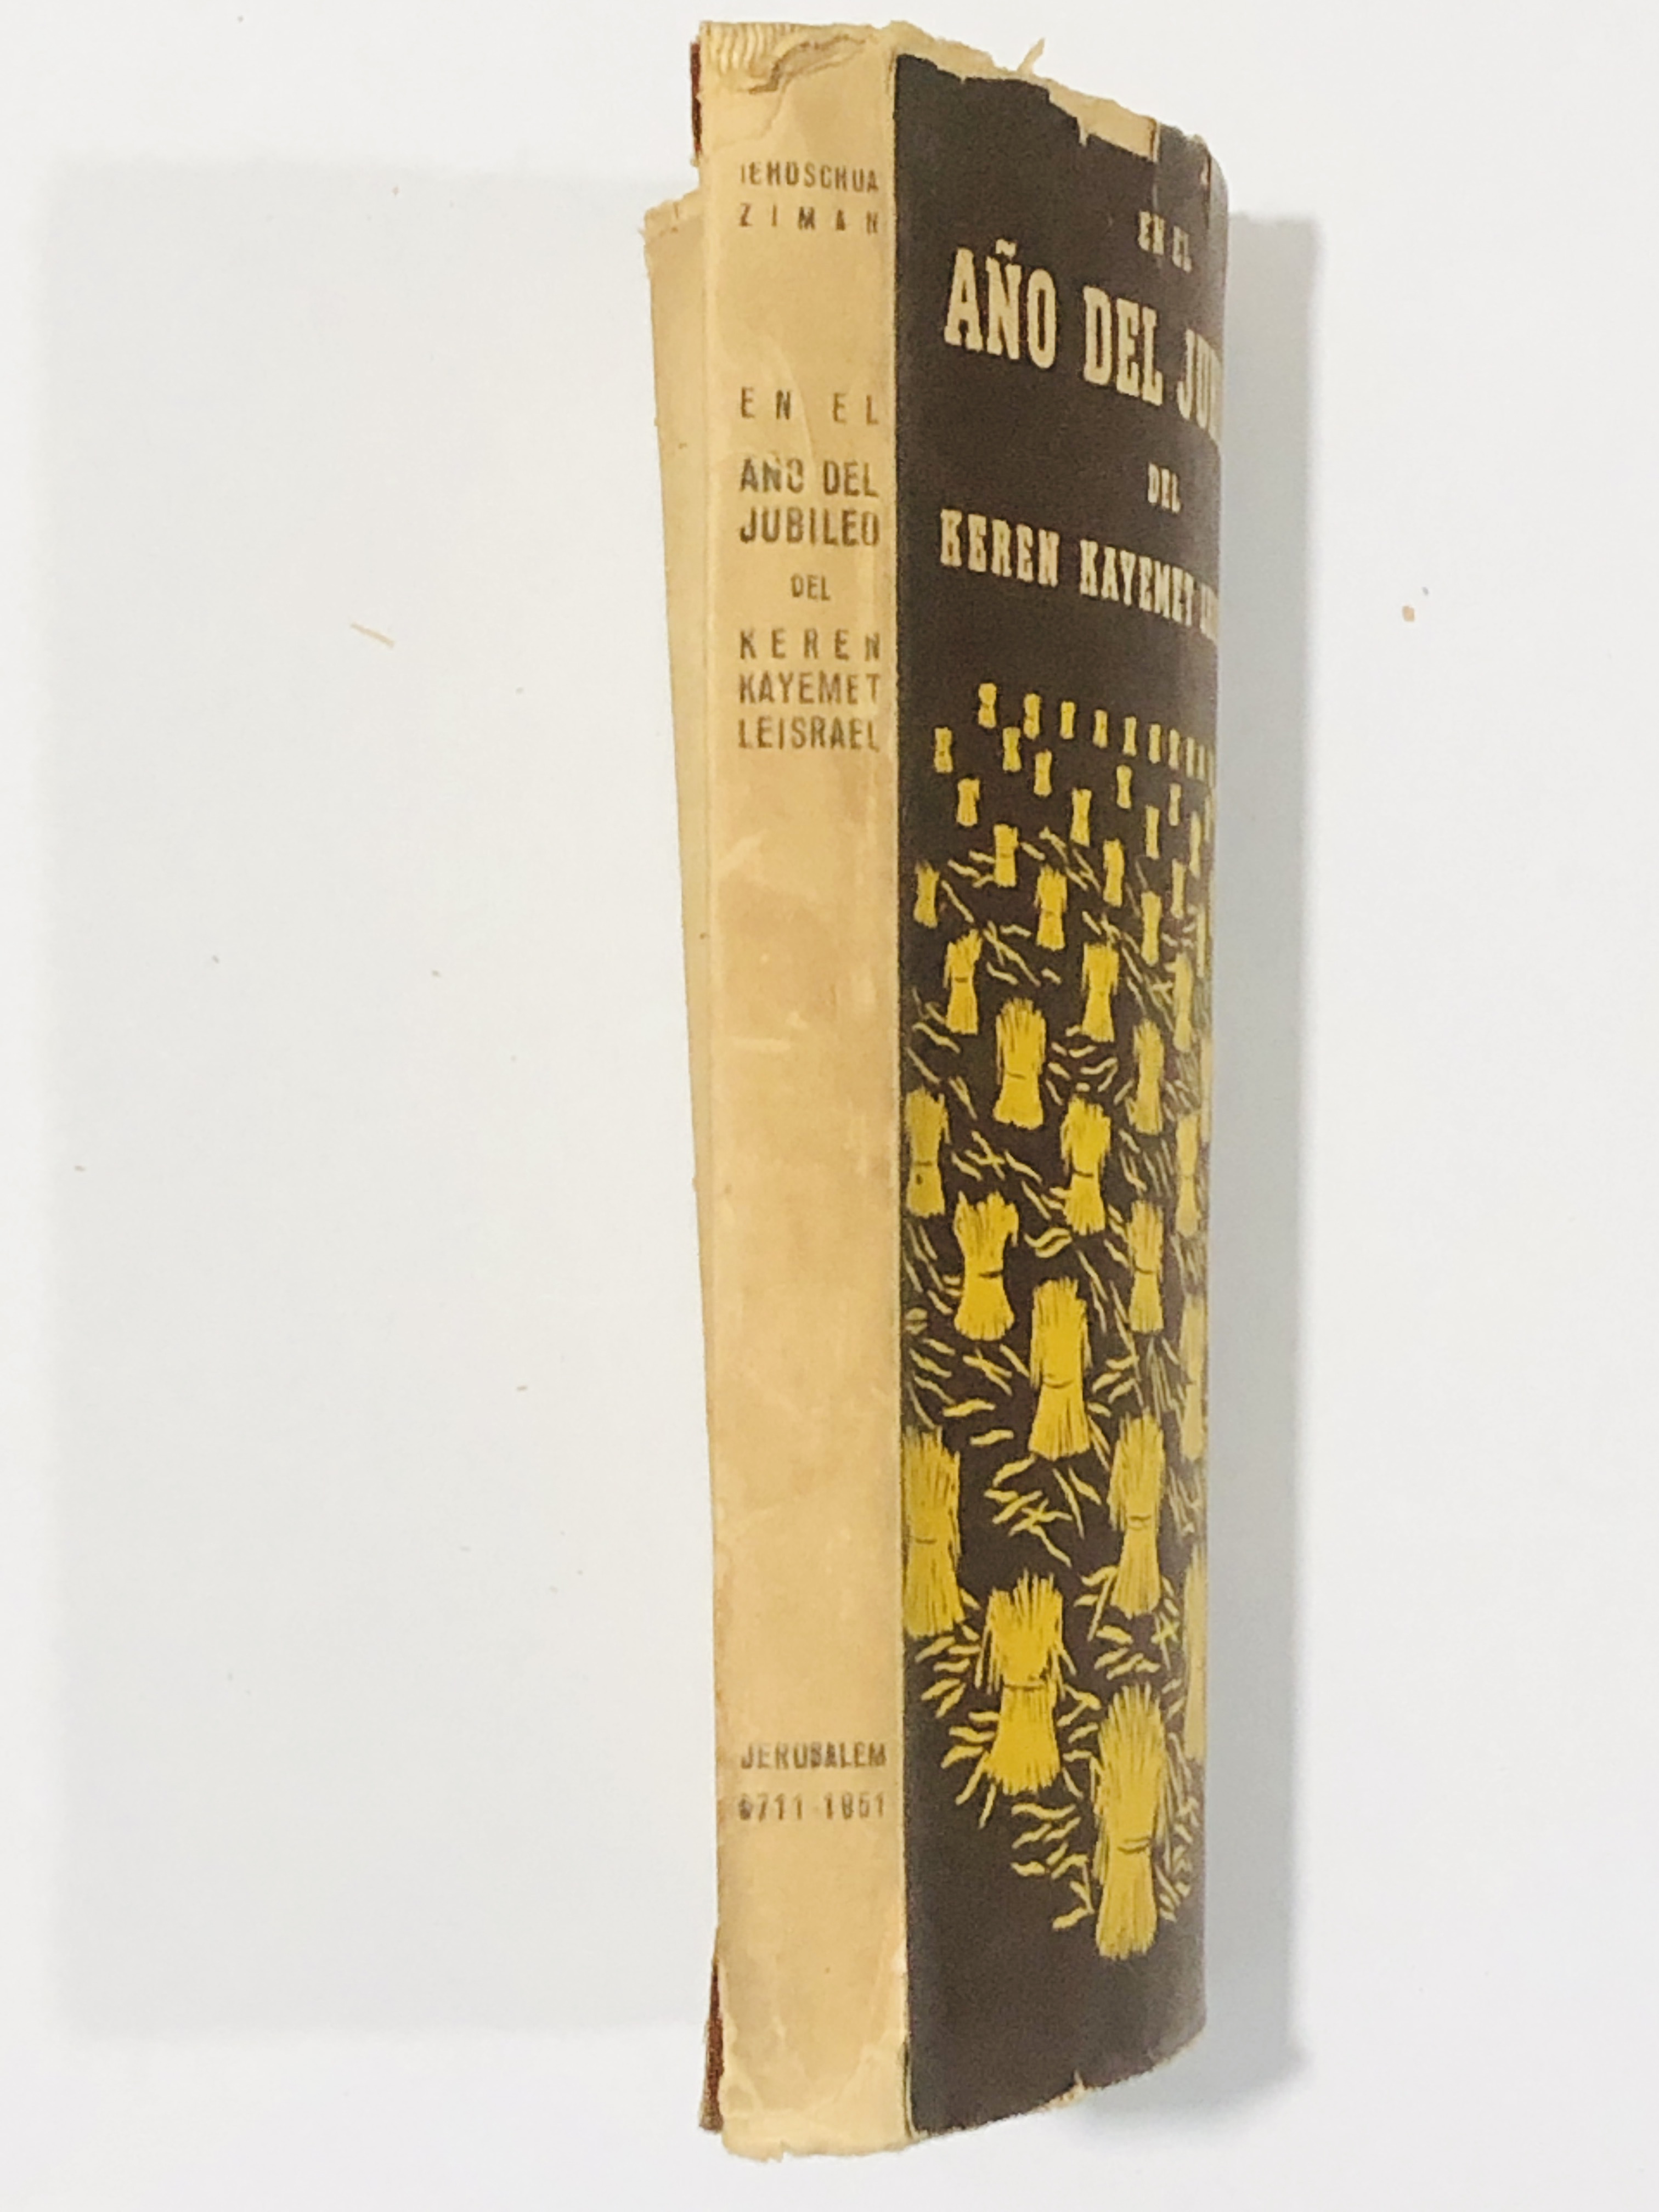 IEHOSCHUA
ZIMAN
EN EL
AÑO DEL
JUBILEO
DEL
KEREN
KAYEMET
LEISRAEL
JERUSALEM
5711-1951
EN EL
AÑO DEL
DEL
KEREN KAYEMET